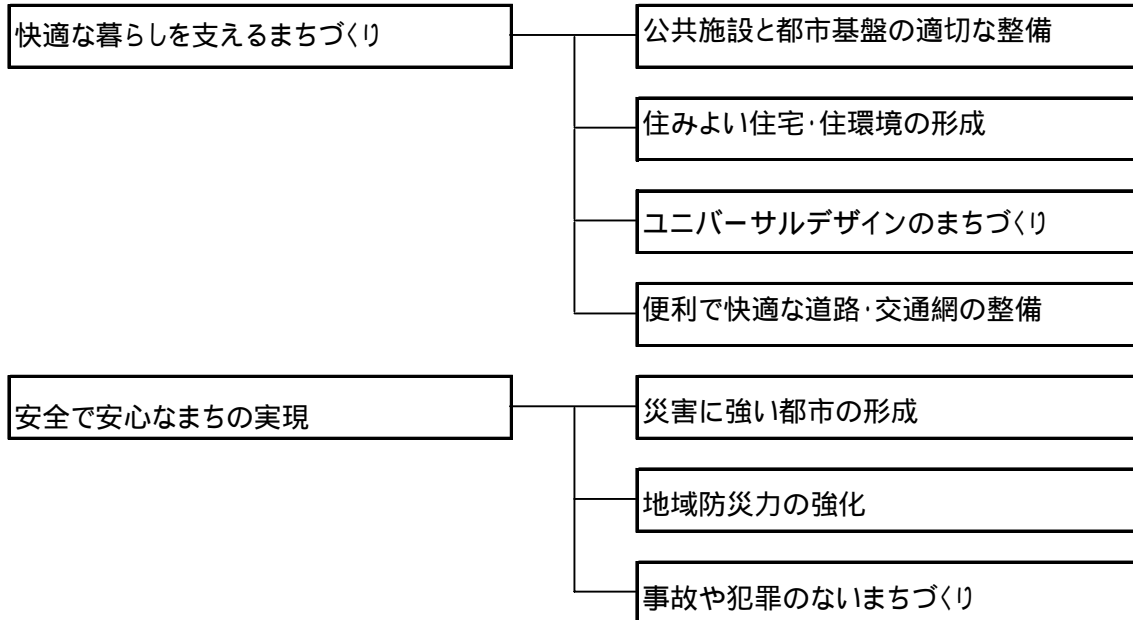 快適な暮らしを支えるまちづくり
公共施設と都市基盤の適切な整備
住みよい住宅・住環境の形成
ユニバーサルデザインのまちづくり
便利で快適な道路・交通網の整備
安全で安心なまちの実現
災害に強い都市の形成
地域防災力の強化
事故や犯罪のないまちづくり